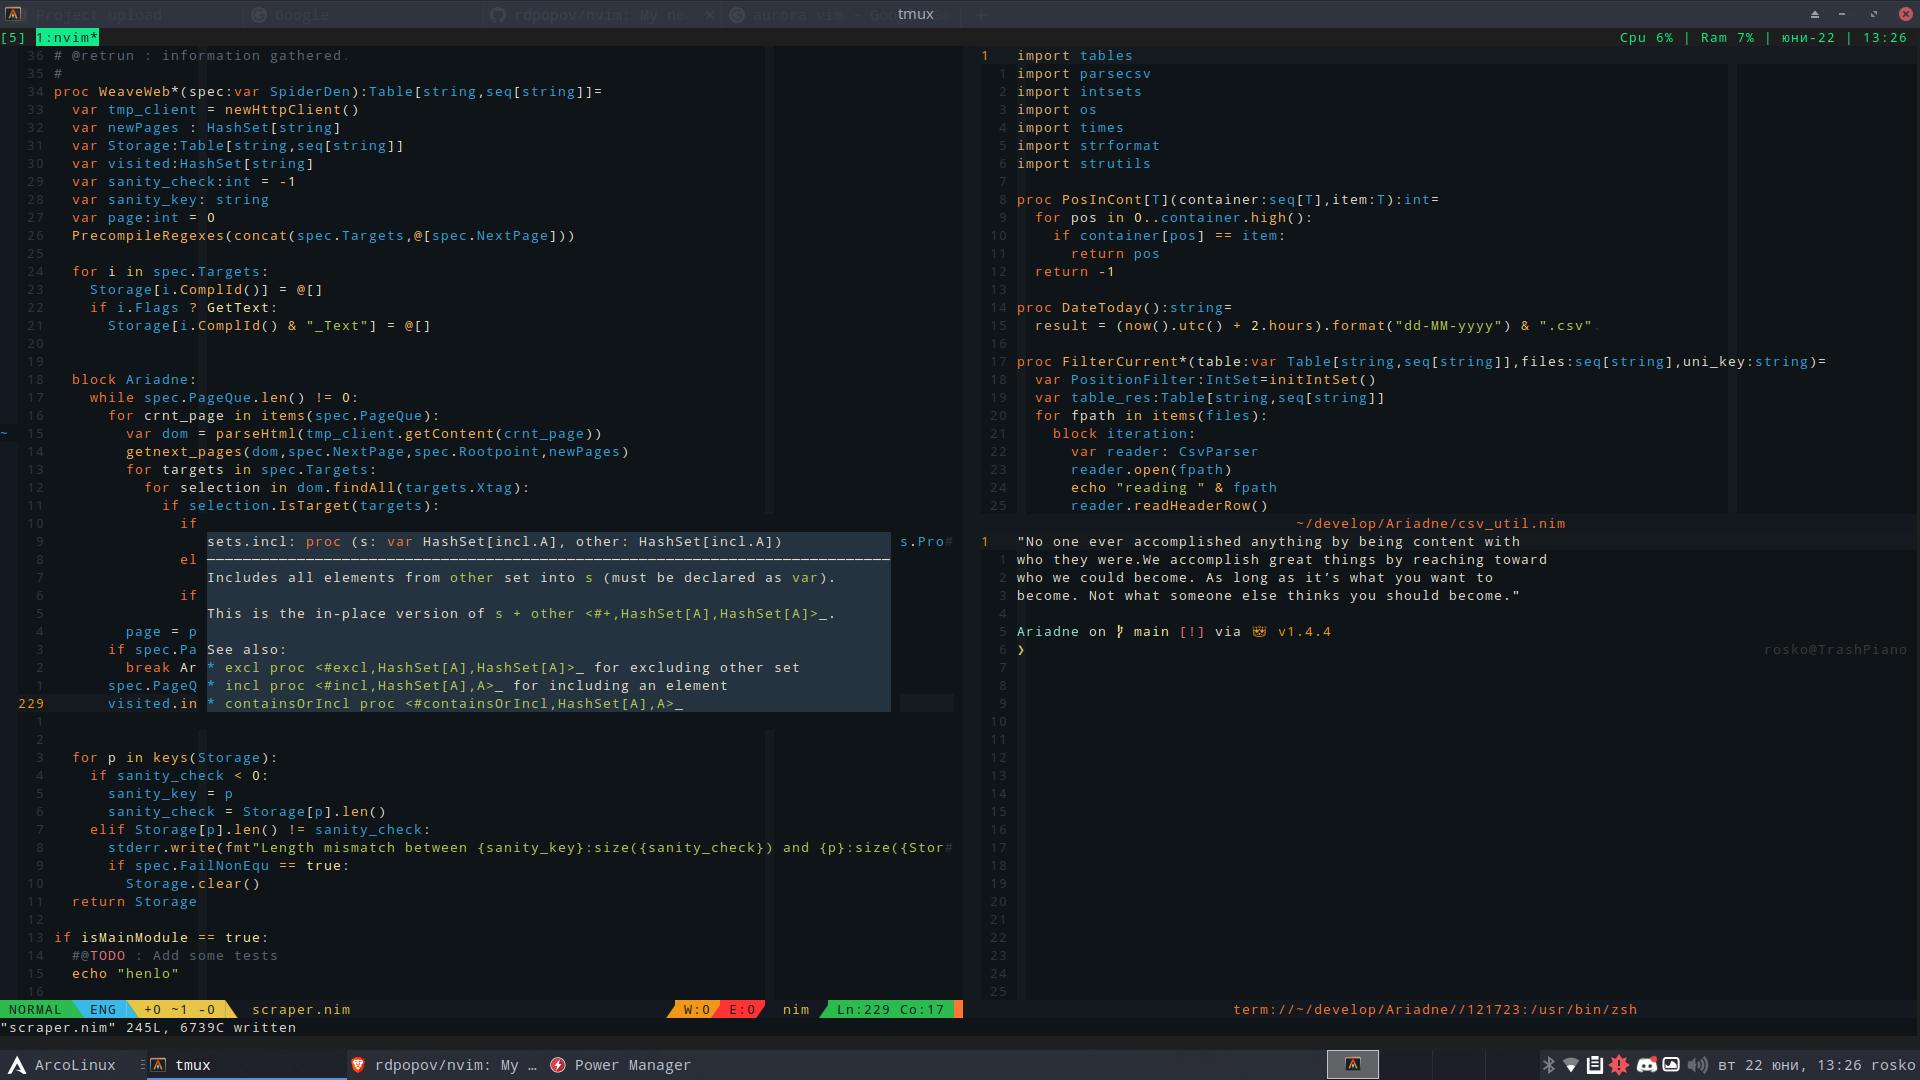 Project upload
Google
rdpopov/nvim: My ne
aurora vim - Goo
tmux
[5] 1:nvim*
Cpu 6% | Ram 7% | юни-22 | 13:26
36 # @retrun : information gathered.
35 #
34 proc WeaveWeb*(spec:var SpiderDen):Table[string,seq[string]]=
33 var tmp_client = newHttpClient()
32 var newPages : HashSet[string]
31 var Storage:Table[string,seq[string]]
30 var visited:HashSet[string]
29 var sanity_check:int = -1
28 var sanity_key: string
27 var page:int = 0
26 PrecompileRegexes(concat(spec.Targets,@[spec.NextPage]))
25
24 for i in spec.Targets:
23 Storage[i.ComplId()] = @[]
22 if i.Flags ? GetText:
21 Storage[i.ComplId() & "_Text"] = @[]
20
19
18 block Ariadne:
17 while spec.PageQue.len() != 0:
16 for crnt_page in items(spec.PageQue):
~ 15 var dom = parseHtml(tmp_client.getContent(crnt_page))
14 getnext_pages(dom,spec.NextPage,spec.Rootpoint,newPages)
13 for targets in spec.Targets:
12 for selection in dom.findAll(targets.Xtag):
11 if selection.IsTarget(targets):
10 if
9 s.Pro#
8 el
7
6 if
5
4 page = p
3 if spec.Pa
2 break Ar
1 spec.PageQ
229 visited.in
sets.incl: proc (s: var HashSet[incl.A], other: HashSet[incl.A])
Includes all elements from other set into s (must be declared as var).
This is the in-place version of s + other <#+,HashSet[A],HashSet[A]>_.
See also:
* excl proc <#excl,HashSet[A],HashSet[A]>_ for excluding other set
* incl proc <#incl,HashSet[A],A>_ for including an element
* containsOrIncl proc <#containsOrIncl,HashSet[A],A>_
1
2
3 for p in keys(Storage):
4 if sanity_check < 0:
5 sanity_key = p
6 sanity_check = Storage[p].len()
7 elif Storage[p].len() != sanity_check:
8 stderr.write(fmt"Length mismatch between {sanity_key}:size({sanity_check}) and {p}:size({Stor#
9 if spec.FailNonEqu == true:
10 Storage.clear()
11 return Storage
12
13 if isMainModule == true:
14 #@TODO : Add some tests
15 echo "henlo"
16
NORMAL ENG +0 ~1 -0 scraper.nim W:0 E:0 nim Ln:229 Co:17
"scraper.nim" 245L, 6739C written
1 import tables
1 import parsecsv
2 import intsets
3 import os
4 import times
5 import strformat
6 import strutils
7
8 proc PosInCont[T](container:seq[T],item:T):int=
9 for pos in 0..container.high():
10 if container[pos] == item:
11 return pos
12 return -1
13
14 proc DateToday():string=
15 result = (now().utc() + 2.hours).format("dd-MM-yyyy") & ".csv".
16
17 proc FilterCurrent*(table:var Table[string,seq[string]],files:seq[string],uni_key:string)=
18 var PositionFilter:IntSet=initIntSet()
19 var table_res:Table[string,seq[string]]
20 for fpath in items(files):
21 block iteration:
22 var reader: CsvParser
23 reader.open(fpath)
24 echo "reading " & fpath
25 reader.readHeaderRow()
~/develop/Ariadne/csv_util.nim
1 "No one ever accomplished anything by being content with
1 who they were.We accomplish great things by reaching toward
2 who we could become. As long as it's what you want to
3 become. Not what someone else thinks you should become."
4
5 Ariadne on main [!] via v1.4.4
6 ❯ rosko@TrashPiano
7
8
9
10
11
12
13
14
15
16
17
18
19
20
21
22
23
24
25
term://~/develop/Ariadne//121723:/usr/bin/zsh
ArcoLinux
tmux
rdpopov/nvim: My …
Power Manager
вт 22 юни, 13:26 rosko